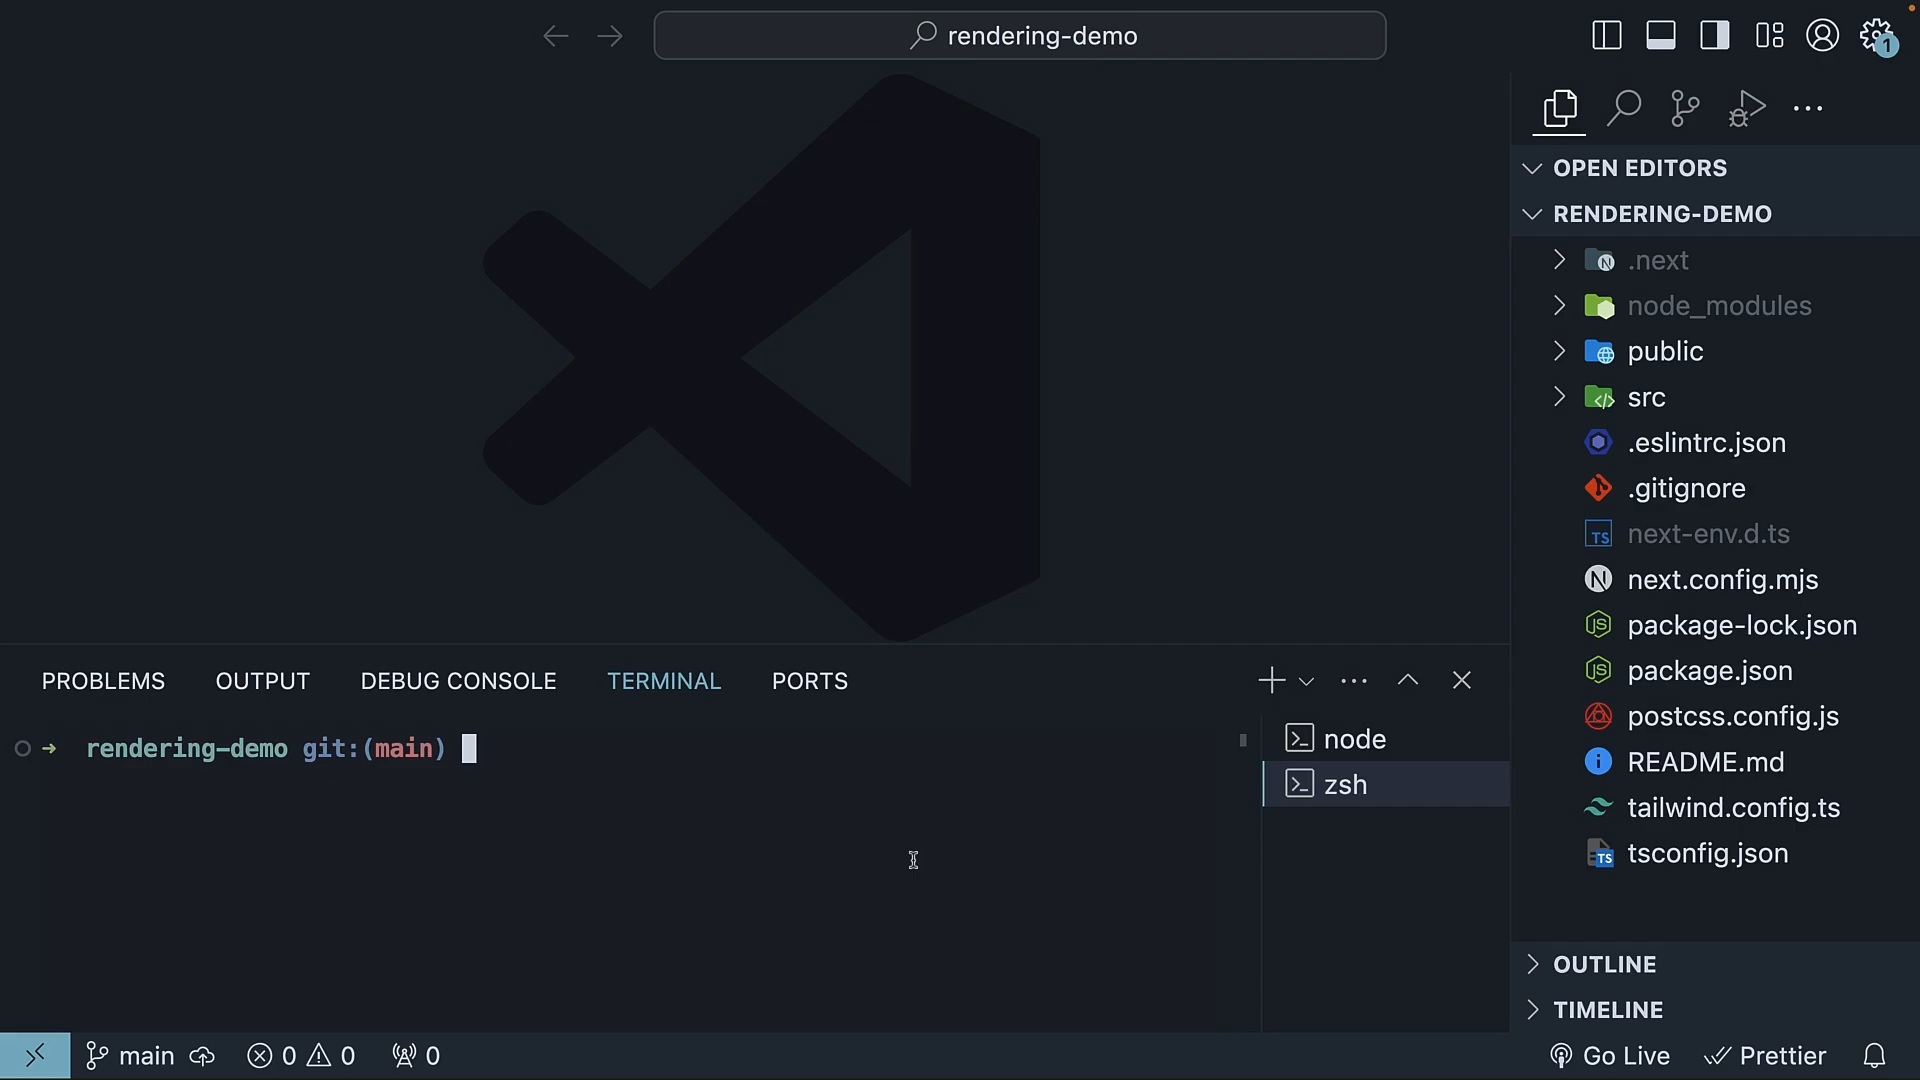 rendering-demo
1
OPEN EDITORS
RENDERING-DEMO
.next
node_modules
public
src
.eslintrc.json
.gitignore
next-env.d.ts
next.config.mjs
package-lock.json
package.json
postcss.config.js
README.md
tailwind.config.ts
tsconfig.json
OUTLINE
TIMELINE
PROBLEMS OUTPUT DEBUG CONSOLE TERMINAL PORTS
rendering-demo git:(main)
node
zsh
main 0 0 0
Go Live Prettier